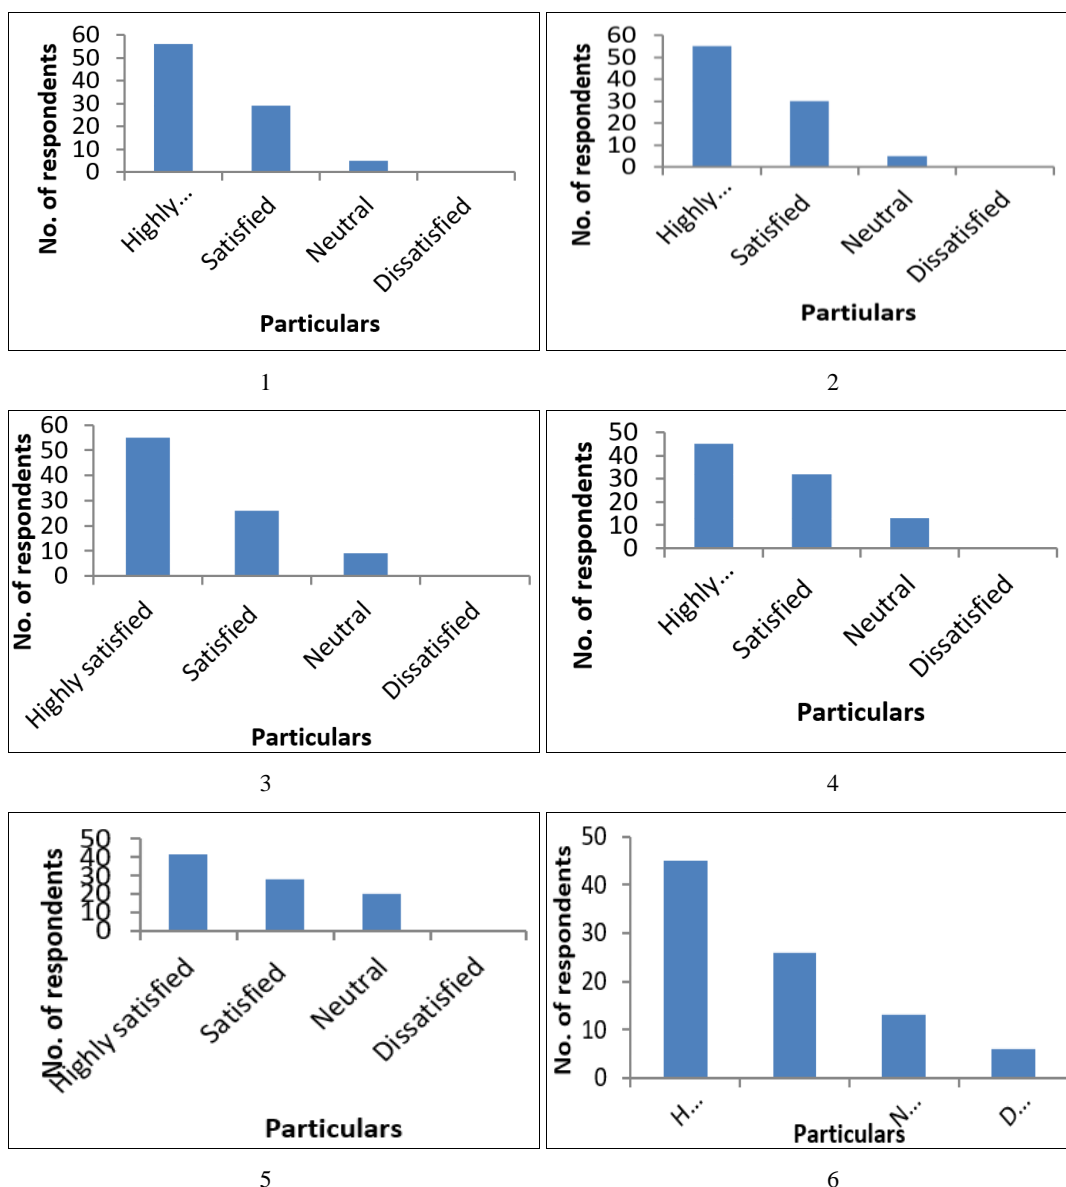 No. of respondents
60
50
40
30
20
10
0
Highly...
Satisfied
Neutral
Dissatisfied
Particulars
1
No. of respondents
60
50
40
30
20
10
0
Highly...
Satisfied
Neutral
Dissatisfied
Partiulars
2
No. of respondents
60
50
40
30
20
10
0
Highly satisfied
Satisfied
Neutral
Dissatisfied
Particulars
3
No. of respondents
50
40
30
20
10
0
Highly...
Satisfied
Neutral
Dissatisfied
Particulars
4
No. of respondents
50
40
30
20
10
0
Highly satisfied
Satisfied
Neutral
Dissatisfied
Particulars
5
No. of respondents
50
40
30
20
10
0
H...
N...
D...
Particulars
6